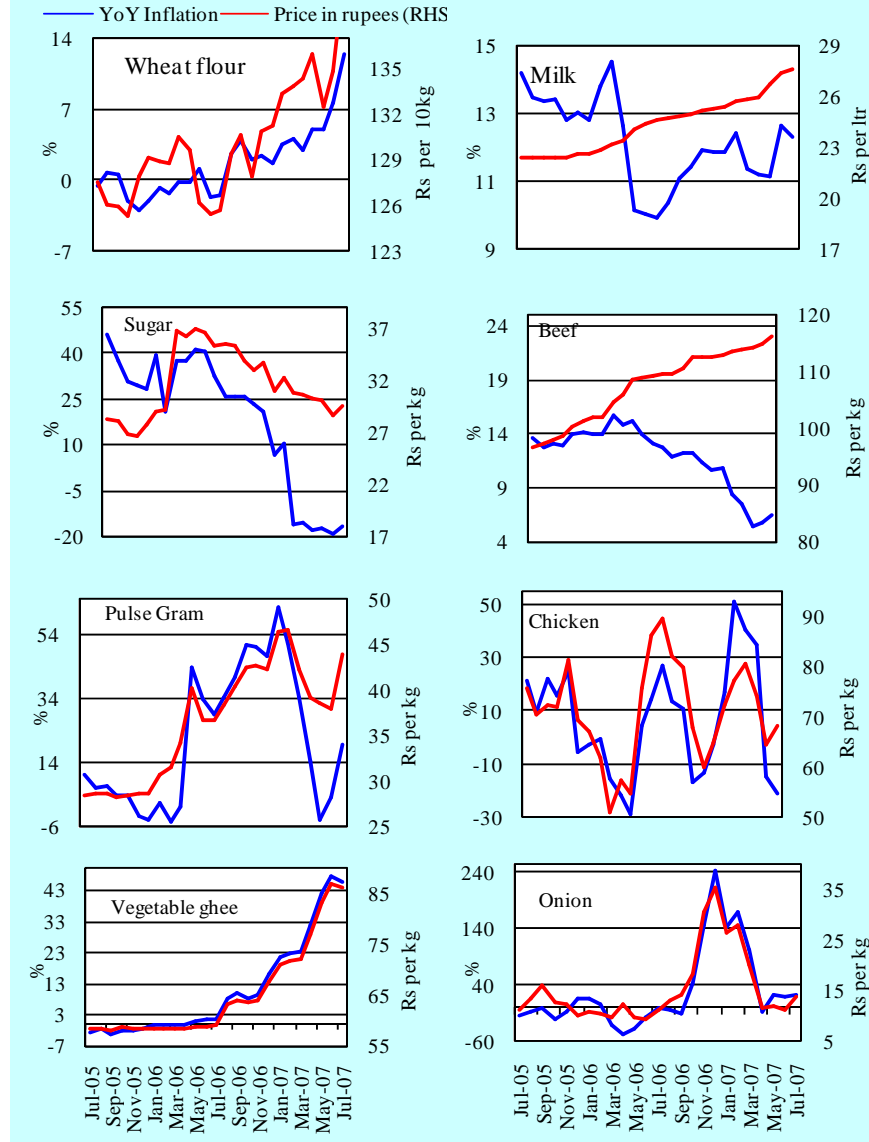 YoY Inflation Price in rupees (RHS
Wheat flour
14
7
0
-7
%
135
132
129
126
123
Rs per 10kg
Milk
15
13
11
9
%
29
26
22
20
17
Rs per ltr
Sugar
55
40
25
10
-5
-20
%
37
32
27
22
17
Rs per kg
Beef
24
19
14
9
4
%
120
110
100
90
80
Rs per kg
Pulse Gram
54
34
14
-6
%
50
45
40
35
30
25
Rs per kg
Chicken
50
30
10
-10
-30
%
90
80
70
60
50
Rs per kg
Vegetable ghee
43
33
23
13
3
-7
%
85
75
65
55
Rs per kg
Jul-05
Sep-05
Nov-05
Jan-06
Mar-06
May-06
Jul-06
Sep-06
Nov-06
Jan-07
Mar-07
May-07
Jul-07
Onion
240
140
40
-60
%
35
25
15
5
Rs per kg
Jul-05
Sep-05
Nov-05
Jan-06
Mar-06
May-06
Jul-06
Sep-06
Nov-06
Jan-07
Mar-07
May-07
Jul-07